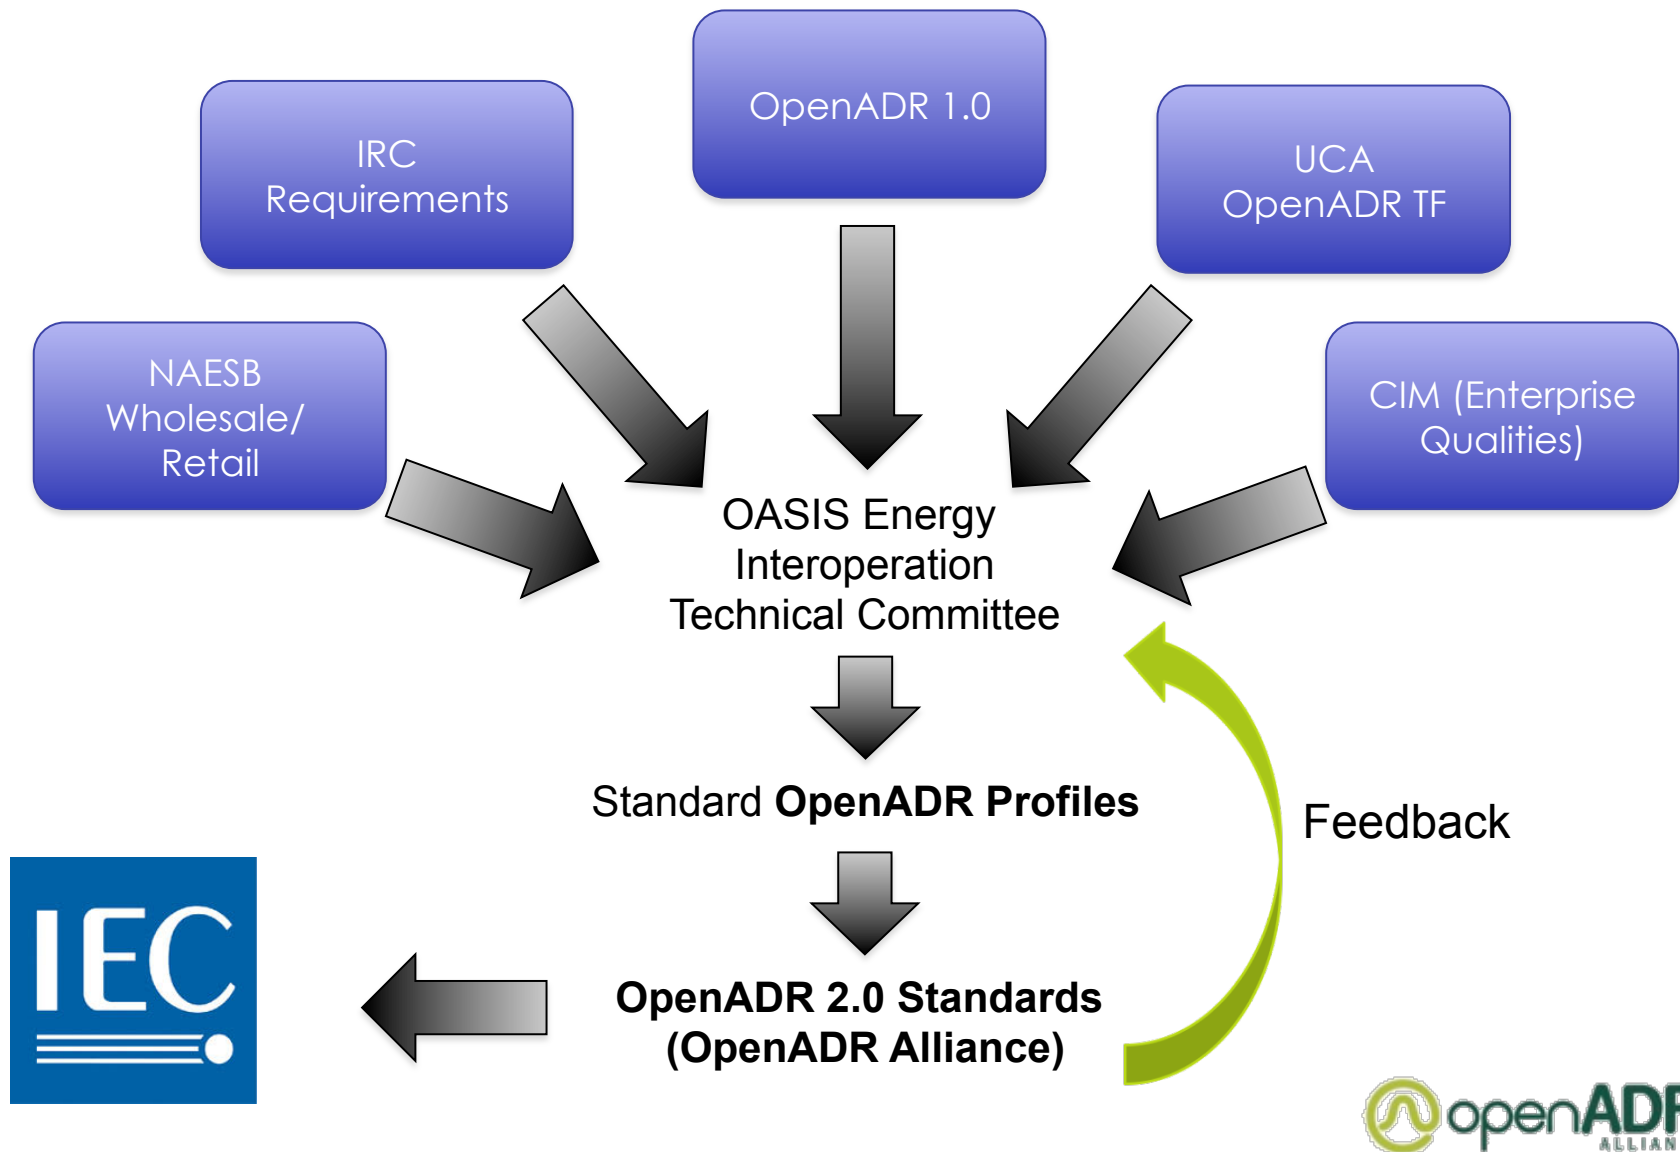 OpenADR 1.0
IRC
Requirements
UCA
OpenADR TF
NAESB
Wholesale/
Retail
CIM (Enterprise
Qualities)
OASIS Energy
Interoperation
Technical Committee
Standard OpenADR Profiles
Feedback
IEC
OpenADR 2.0 Standards
(OpenADR Alliance)
openADR
ALLIAN